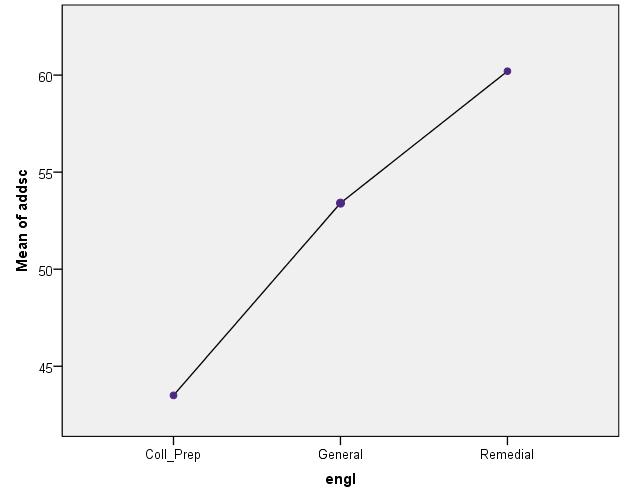 Mean of addsc
60
55
50
45
Coll_Prep General Remedial
engl